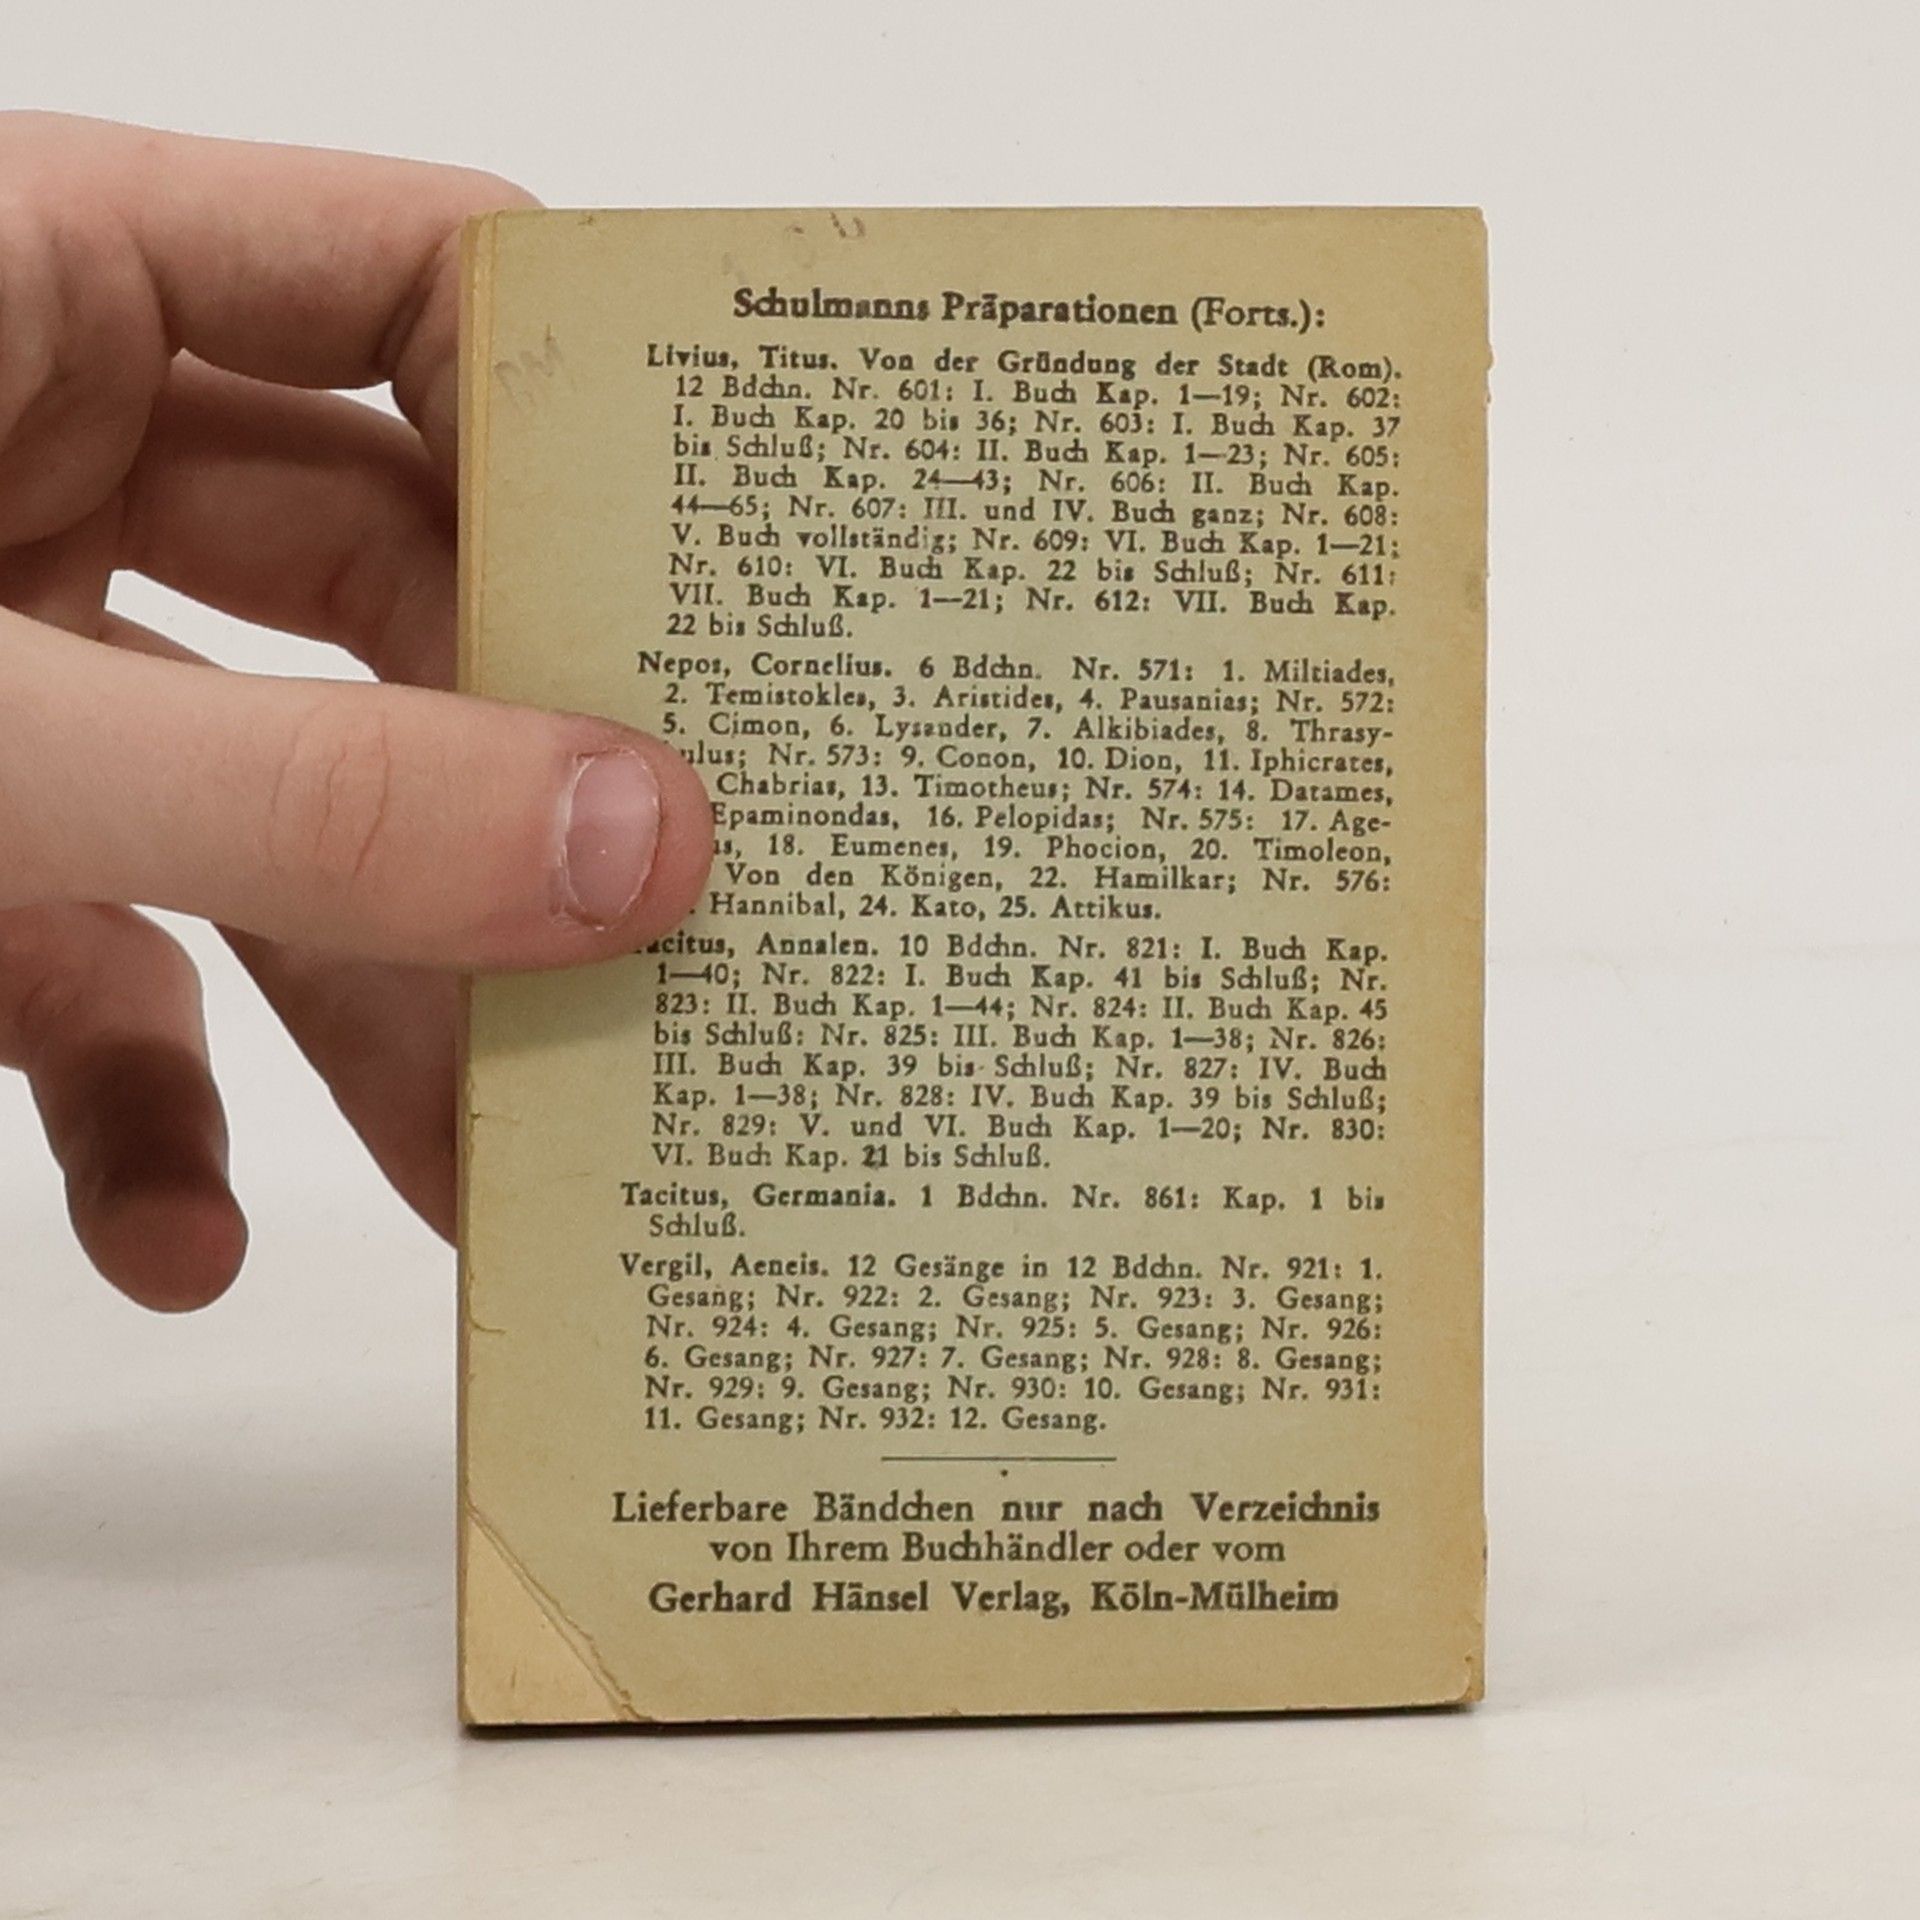 Schulmanns Präparationen (Forts.):
Livius, Titus. Von der Gründung der Stadt (Rom).
12 Bdchn. Nr. 601: I. Buch Kap. 1—19; Nr. 602:
I. Buch Kap. 20 bis 36; Nr. 603: I. Buch Kap. 37
bis Schluß; Nr. 604: II. Buch Kap. 1—23; Nr. 605:
II. Buch Kap. 24—43; Nr. 606: II. Buch Kap.
44—65; Nr. 607: III. und IV. Buch ganz; Nr. 608:
V. Buch vollständig; Nr. 609: VI. Buch Kap. 1—21;
Nr. 610: VI. Buch Kap. 22 bis Schluß; Nr. 611:
VII. Buch Kap. 1—21; Nr. 612: VII. Buch Kap.
22 bis Schluß.
Nepos, Cornelius. 6 Bdchn. Nr. 571: 1. Miltiades,
2. Temistokles, 3. Aristides, 4. Pausanias; Nr. 572:
5. Cimon, 6. Lysander, 7. Alkibiades, 8. Thrasy-
ulus; Nr. 573: 9. Conon, 10. Dion, 11. Iphicrates,
Chabrias, 13. Timotheus; Nr. 574: 14. Datames,
Epaminondas, 16. Pelopidas; Nr. 575: 17. Age-
18. Eumenes, 19. Phocion, 20. Timoleon,
Von den Königen, 22. Hamilkar; Nr. 576:
Hannibal, 24. Kato, 25. Attikus.
Tacitus, Annalen. 10 Bdchn. Nr. 821: I. Buch Kap.
1—40; Nr. 822: I. Buch Kap. 41 bis Schluß; Nr.
823: II. Buch Kap. 1—44; Nr. 824: II. Buch Kap. 45
bis Schluß: Nr. 825: III. Buch Kap. 1—38; Nr. 826:
III. Buch Kap. 39 bis Schluß; Nr. 827: IV. Buch
Kap. 1—38; Nr. 828: IV. Buch Kap. 39 bis Schluß;
Nr. 829: V. und VI. Buch Kap. 1—20; Nr. 830:
VI. Buch Kap. 21 bis Schluß.
Tacitus, Germania. 1 Bdchn. Nr. 861: Kap. 1 bis
Schluß.
Vergil, Aeneis. 12 Gesänge in 12 Bdchn. Nr. 921: 1.
Gesang; Nr. 922: 2. Gesang; Nr. 923: 3. Gesang;
Nr. 924: 4. Gesang; Nr. 925: 5. Gesang; Nr. 926:
6. Gesang; Nr. 927: 7. Gesang; Nr. 928: 8. Gesang;
Nr. 929: 9. Gesang; Nr. 930: 10. Gesang; Nr. 931:
11. Gesang; Nr. 932: 12. Gesang.
Lieferbare Bändchen nur nach Verzeichnis
von Ihrem Buchhändler oder vom
Gerhard Hänsel Verlag, Köln-Mülheim